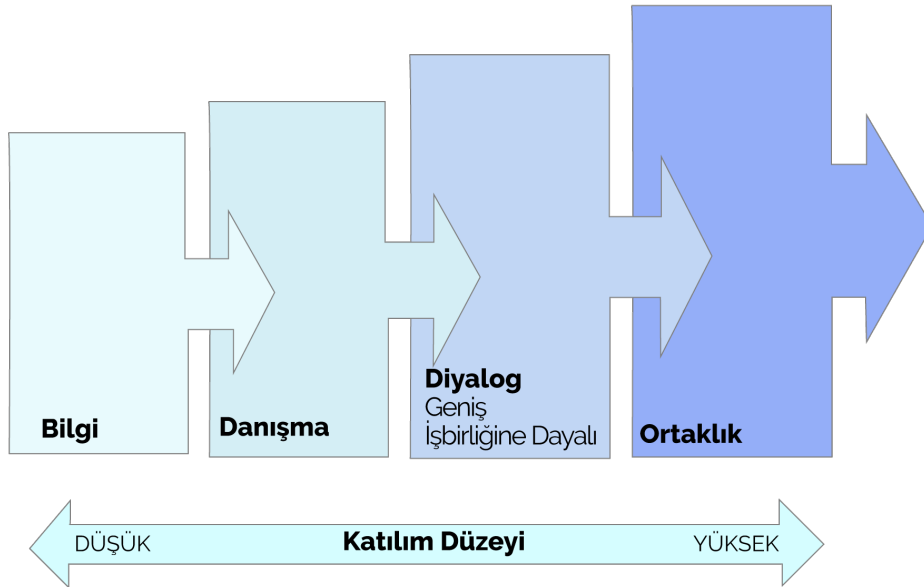 Bilgi
Danışma
Diyalog
Geniş
İşbirliğine Dayalı
Ortaklık
DÜŞÜK
Katılım Düzeyi
YÜKSEK